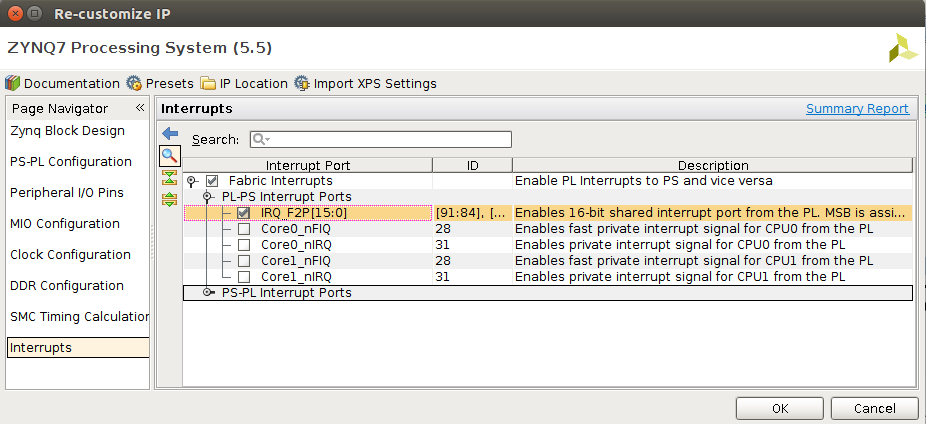 Re-customize IP
ZYNQ7 Processing System (5.5)
Documentation Presets IP Location Import XPS Settings
Page Navigator «
Zynq Block Design
PS-PL Configuration
Peripheral I/O Pins
MIO Configuration
Clock Configuration
DDR Configuration
SMC Timing Calculation
Interrupts
Interrupts Summary Report
Search:
Interrupt Port ID Description
Fabric Interrupts Enable PL Interrupts to PS and vice versa
PL-PS Interrupt Ports
IRQ_F2P[15:0] [91:84], [... Enables 16-bit shared interrupt port from the PL. MSB is assi...
Core0_nFIQ 28 Enables fast private interrupt signal for CPU0 from the PL
Core0_nIRQ 31 Enables private interrupt signal for CPU0 from the PL
Core1_nFIQ 28 Enables fast private interrupt signal for CPU1 from the PL
Core1_nIRQ 31 Enables private interrupt signal for CPU1 from the PL
PS-PL Interrupt Ports
OK Cancel